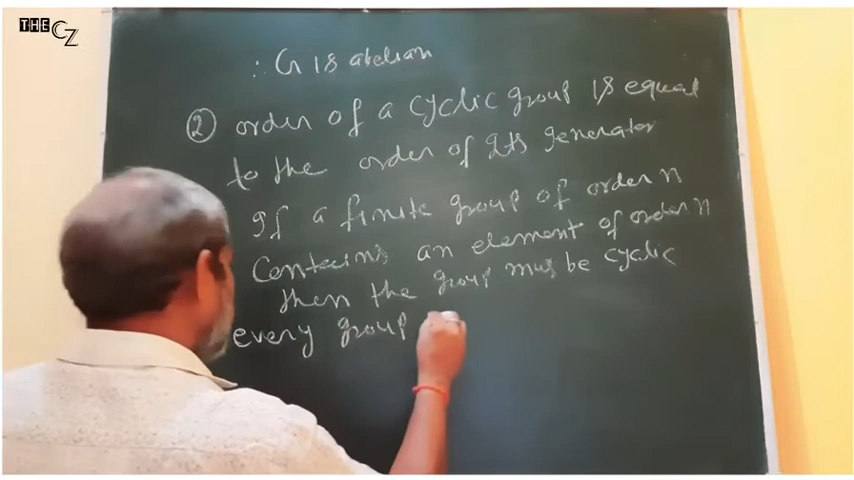 THE CZ
∴ G is abelian
② order of a cyclic group is equal
to the order of its generator
If a finite group of order n
Contains an element of order n
then the group mus be cyclic
every group